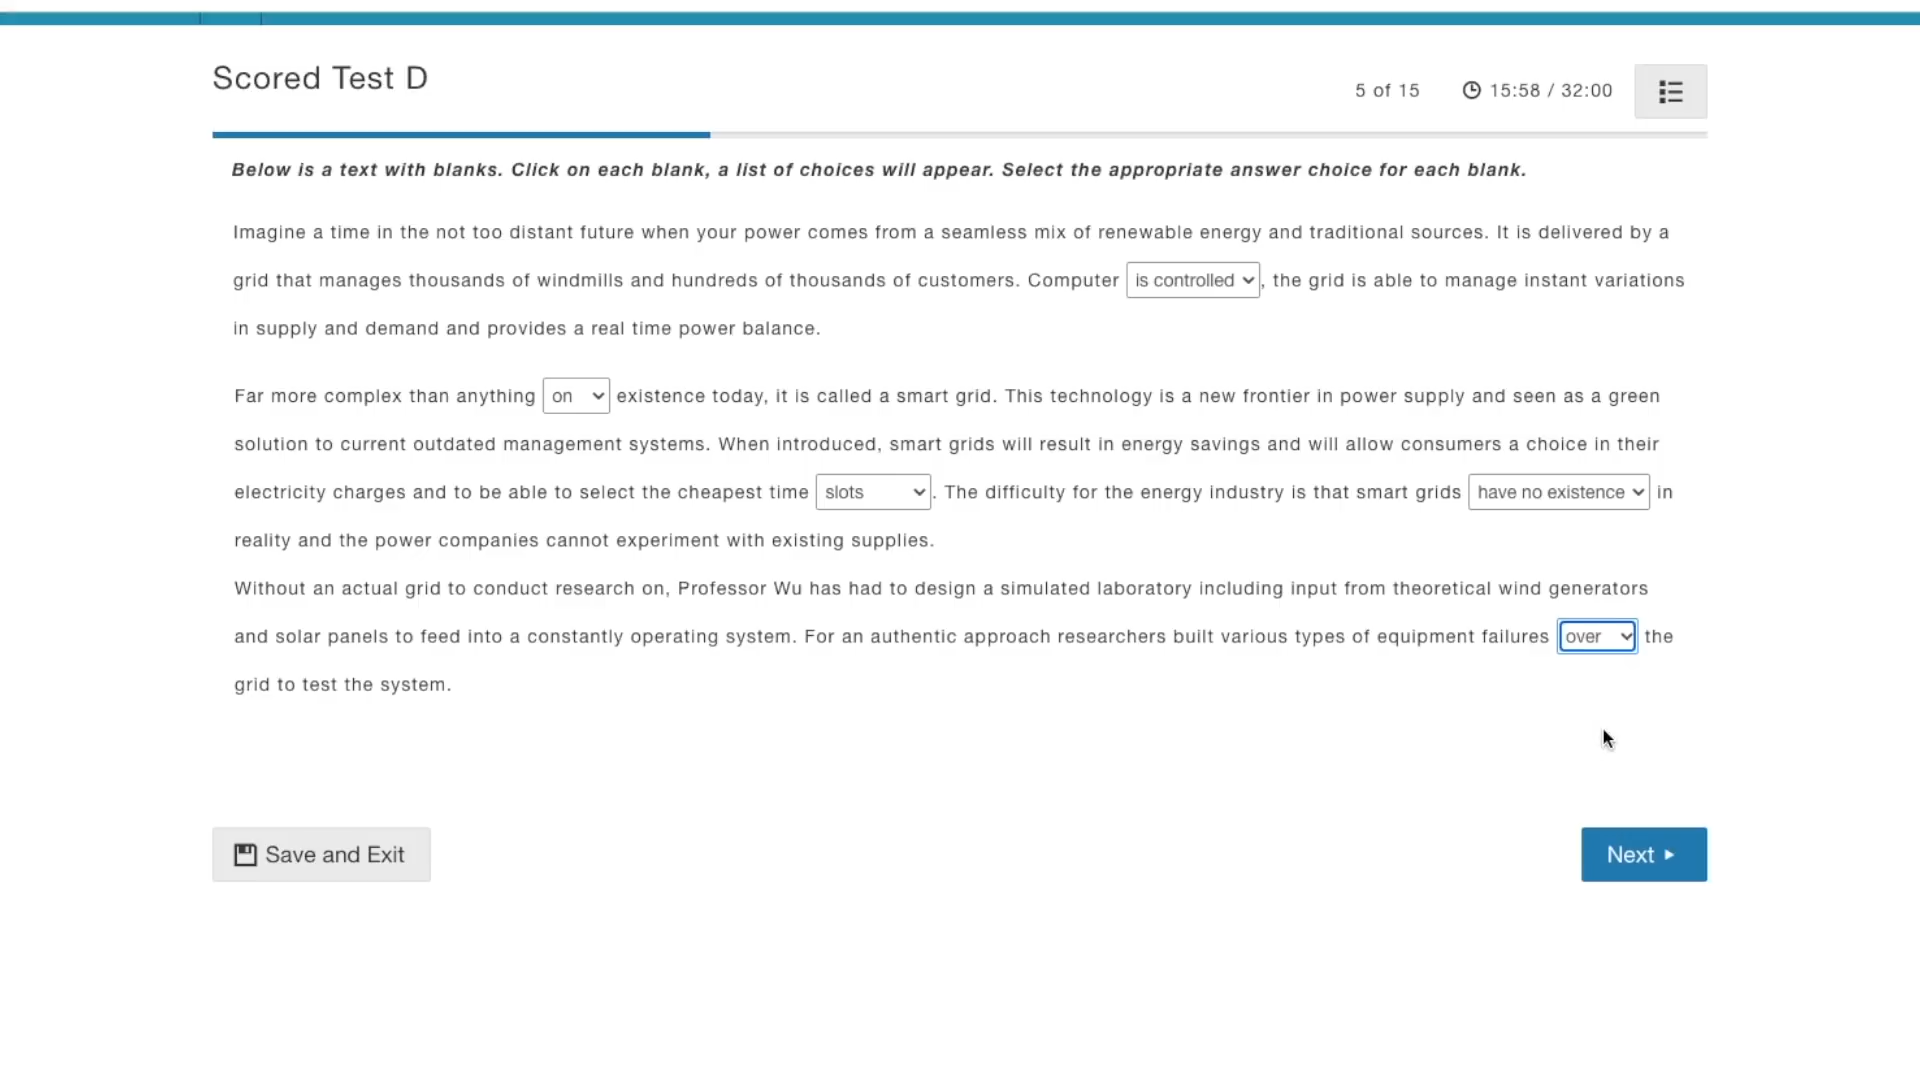 Scored Test D
5 of 15
15:58 / 32:00
Below is a text with blanks. Click on each blank, a list of choices will appear. Select the appropriate answer choice for each blank.
Imagine a time in the not too distant future when your power comes from a seamless mix of renewable energy and traditional sources. It is delivered by a
grid that manages thousands of windmills and hundreds of thousands of customers. Computer is controlled, the grid is able to manage instant variations
in supply and demand and provides a real time power balance.
Far more complex than anything on existence today, it is called a smart grid. This technology is a new frontier in power supply and seen as a green
solution to current outdated management systems. When introduced, smart grids will result in energy savings and will allow consumers a choice in their
electricity charges and to be able to select the cheapest time slots. The difficulty for the energy industry is that smart grids have no existence in
reality and the power companies cannot experiment with existing supplies.
Without an actual grid to conduct research on, Professor Wu has had to design a simulated laboratory including input from theoretical wind generators
and solar panels to feed into a constantly operating system. For an authentic approach researchers built various types of equipment failures over the
grid to test the system.
Save and Exit
Next